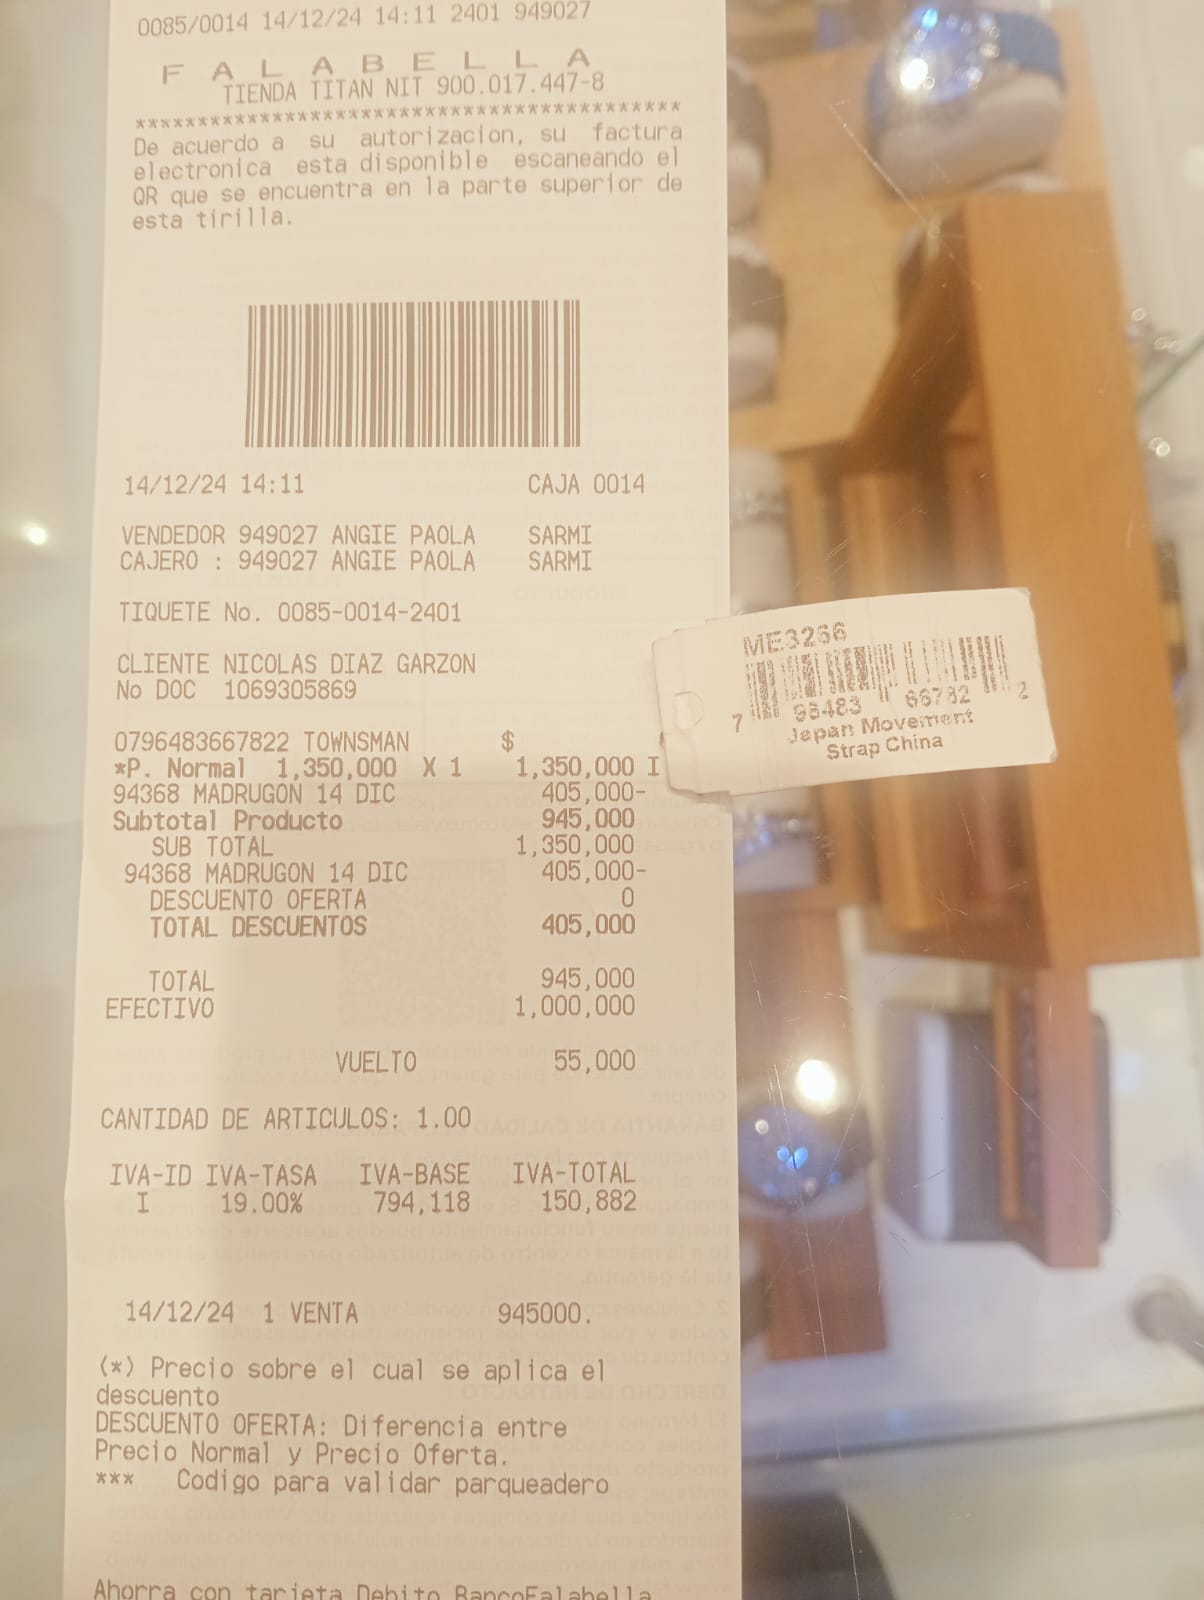 0085/0014 14/12/24 14:11 2401 949027
F A L A B E L L A
TIENDA TITAN NIT 900.017.447-8
******************************************
De acuerdo a su autorizacion, su factura
electronica esta disponible escaneando el
QR que se encuentra en la parte superior de
esta tirilla.
14/12/24 14:11 CAJA 0014
VENDEDOR 949027 ANGIE PAOLA SARMI
CAJERO : 949027 ANGIE PAOLA SARMI
TIQUETE No. 0085-0014-2401
CLIENTE NICOLAS DIAZ GARZON
No DOC 1069305869
0796483667822 TOWNSMAN $
*P. Normal 1,350,000 X 1 1,350,000 I
94368 MADRUGON 14 DIC 405,000-
Subtotal Producto 945,000
SUB TOTAL 1,350,000
94368 MADRUGON 14 DIC 405,000-
DESCUENTO OFERTA 0
TOTAL DESCUENTOS 405,000
TOTAL 945,000
EFECTIVO 1,000,000
VUELTO 55,000
CANTIDAD DE ARTICULOS: 1.00
IVA-ID IVA-TASA IVA-BASE IVA-TOTAL
I 19.00% 794,118 150,882
14/12/24 1 VENTA 945000.
(*) Precio sobre el cual se aplica el
descuento
DESCUENTO OFERTA: Diferencia entre
Precio Normal y Precio Oferta.
*** Codigo para validar parqueadero
Ahorra con tarjeta Debito BancoFalabella
ME3266
7 96483 66782 2
Japan Movement
Strap China